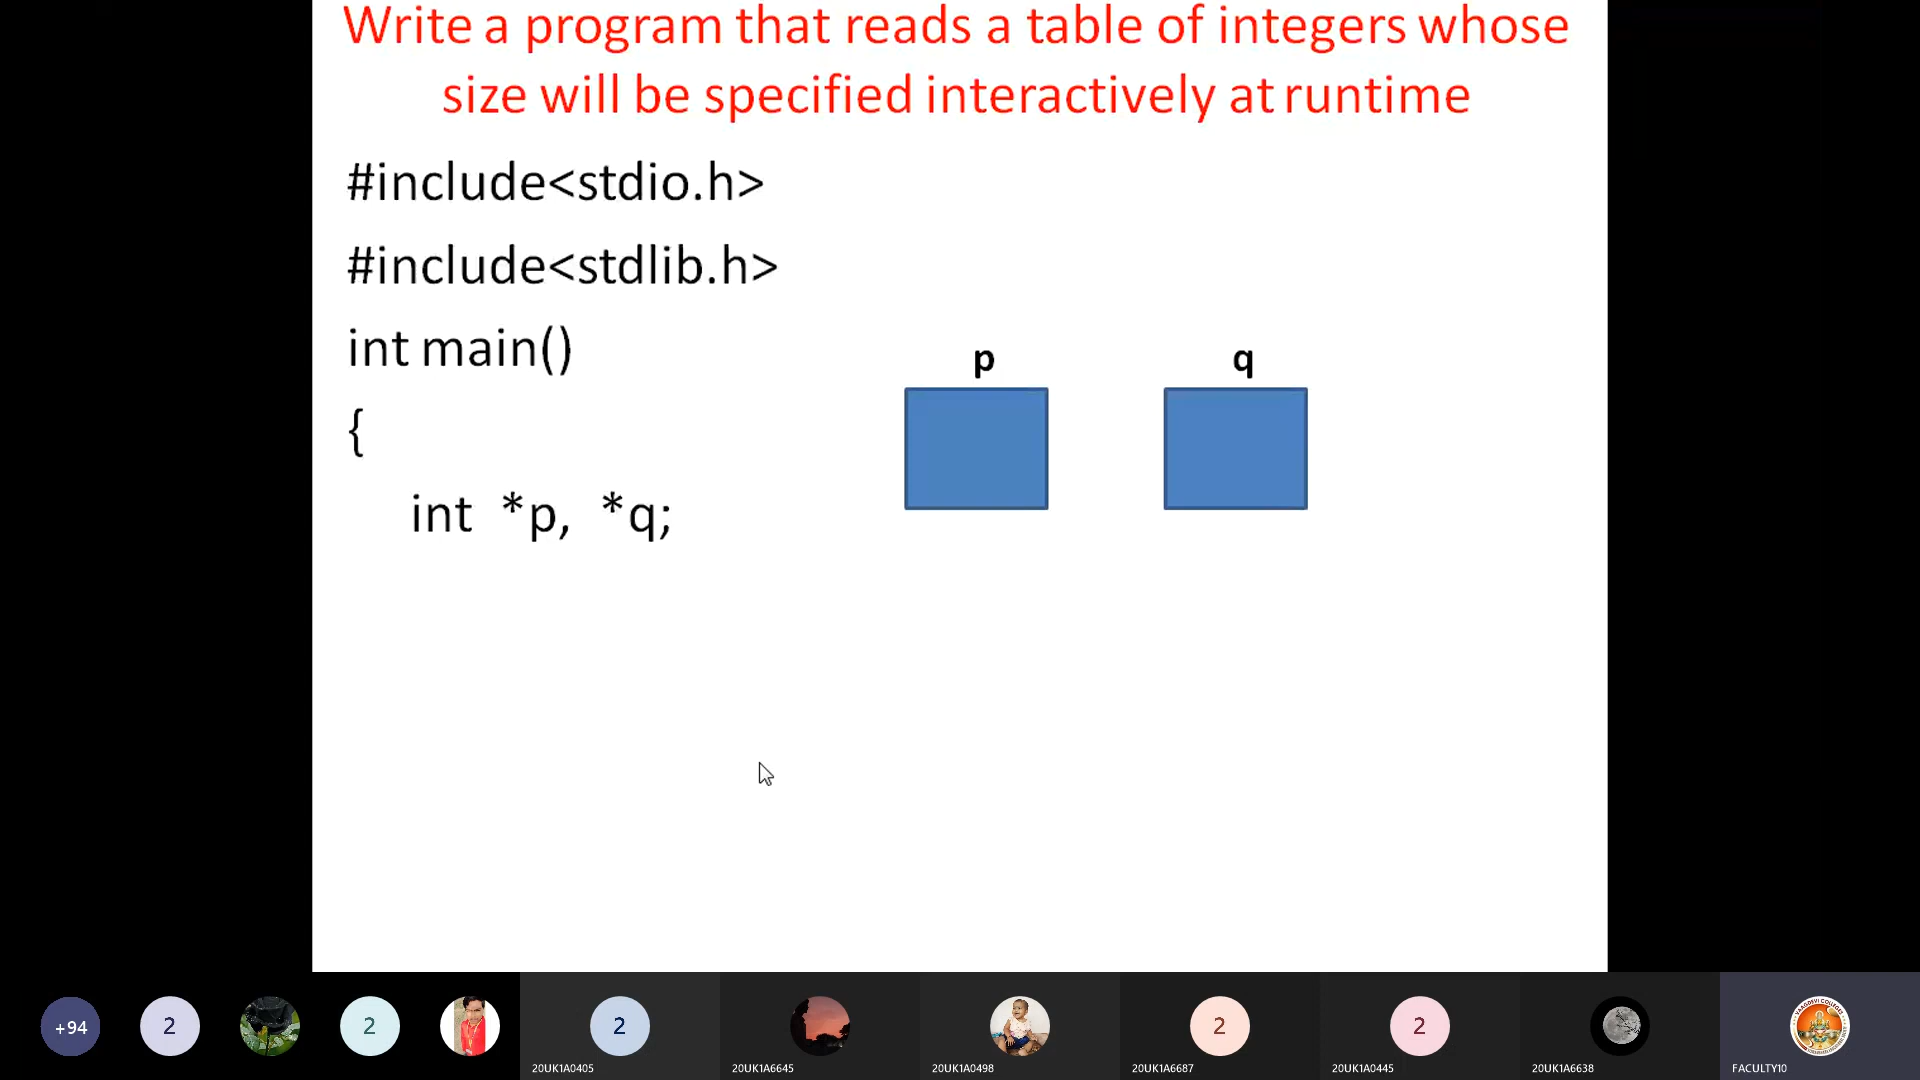 Write a program that reads a table of integers whose
size will be specified interactively at runtime
#include<stdio.h>
#include<stdlib.h>
int main()
{
int *p, *q;
p
q
+94
2
2
2
2
2
20UK1A0405
20UK1A6645
20UK1A0498
20UK1A6687
20UK1A0445
20UK1A6638
FACULTY10